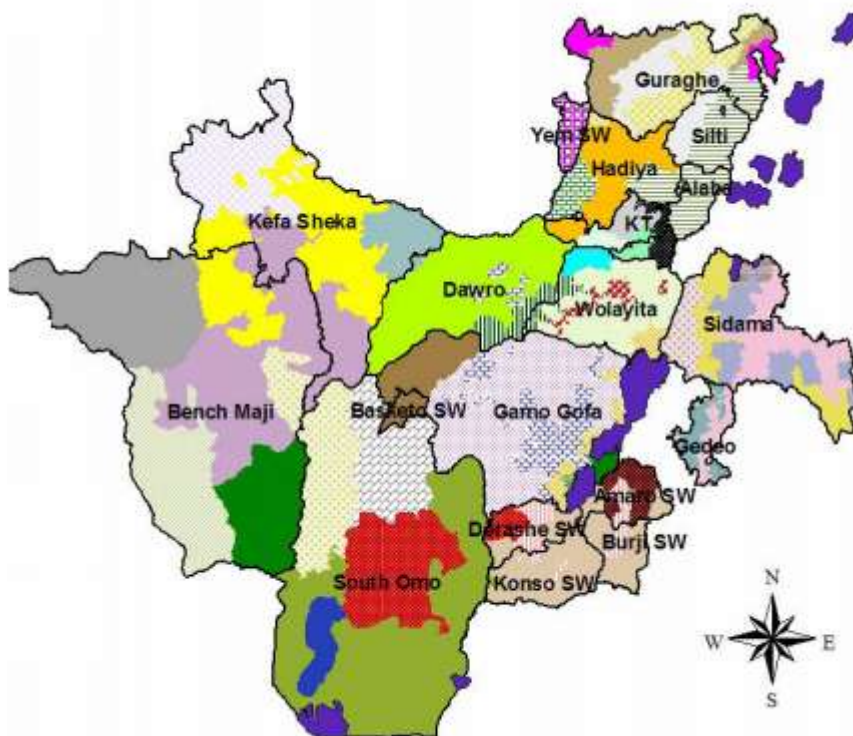 Guraghe
Yem SW
Silti
Hadiya
Alaba
Kefa Sheka
KT
Dawro
Wolayita
Sidama
Bench Maji
Basketo SW
Gamo Gofa
Gedeo
Amaro SW
Derashe SW
Burji SW
South Omo
Konso SW
N
W
E
S